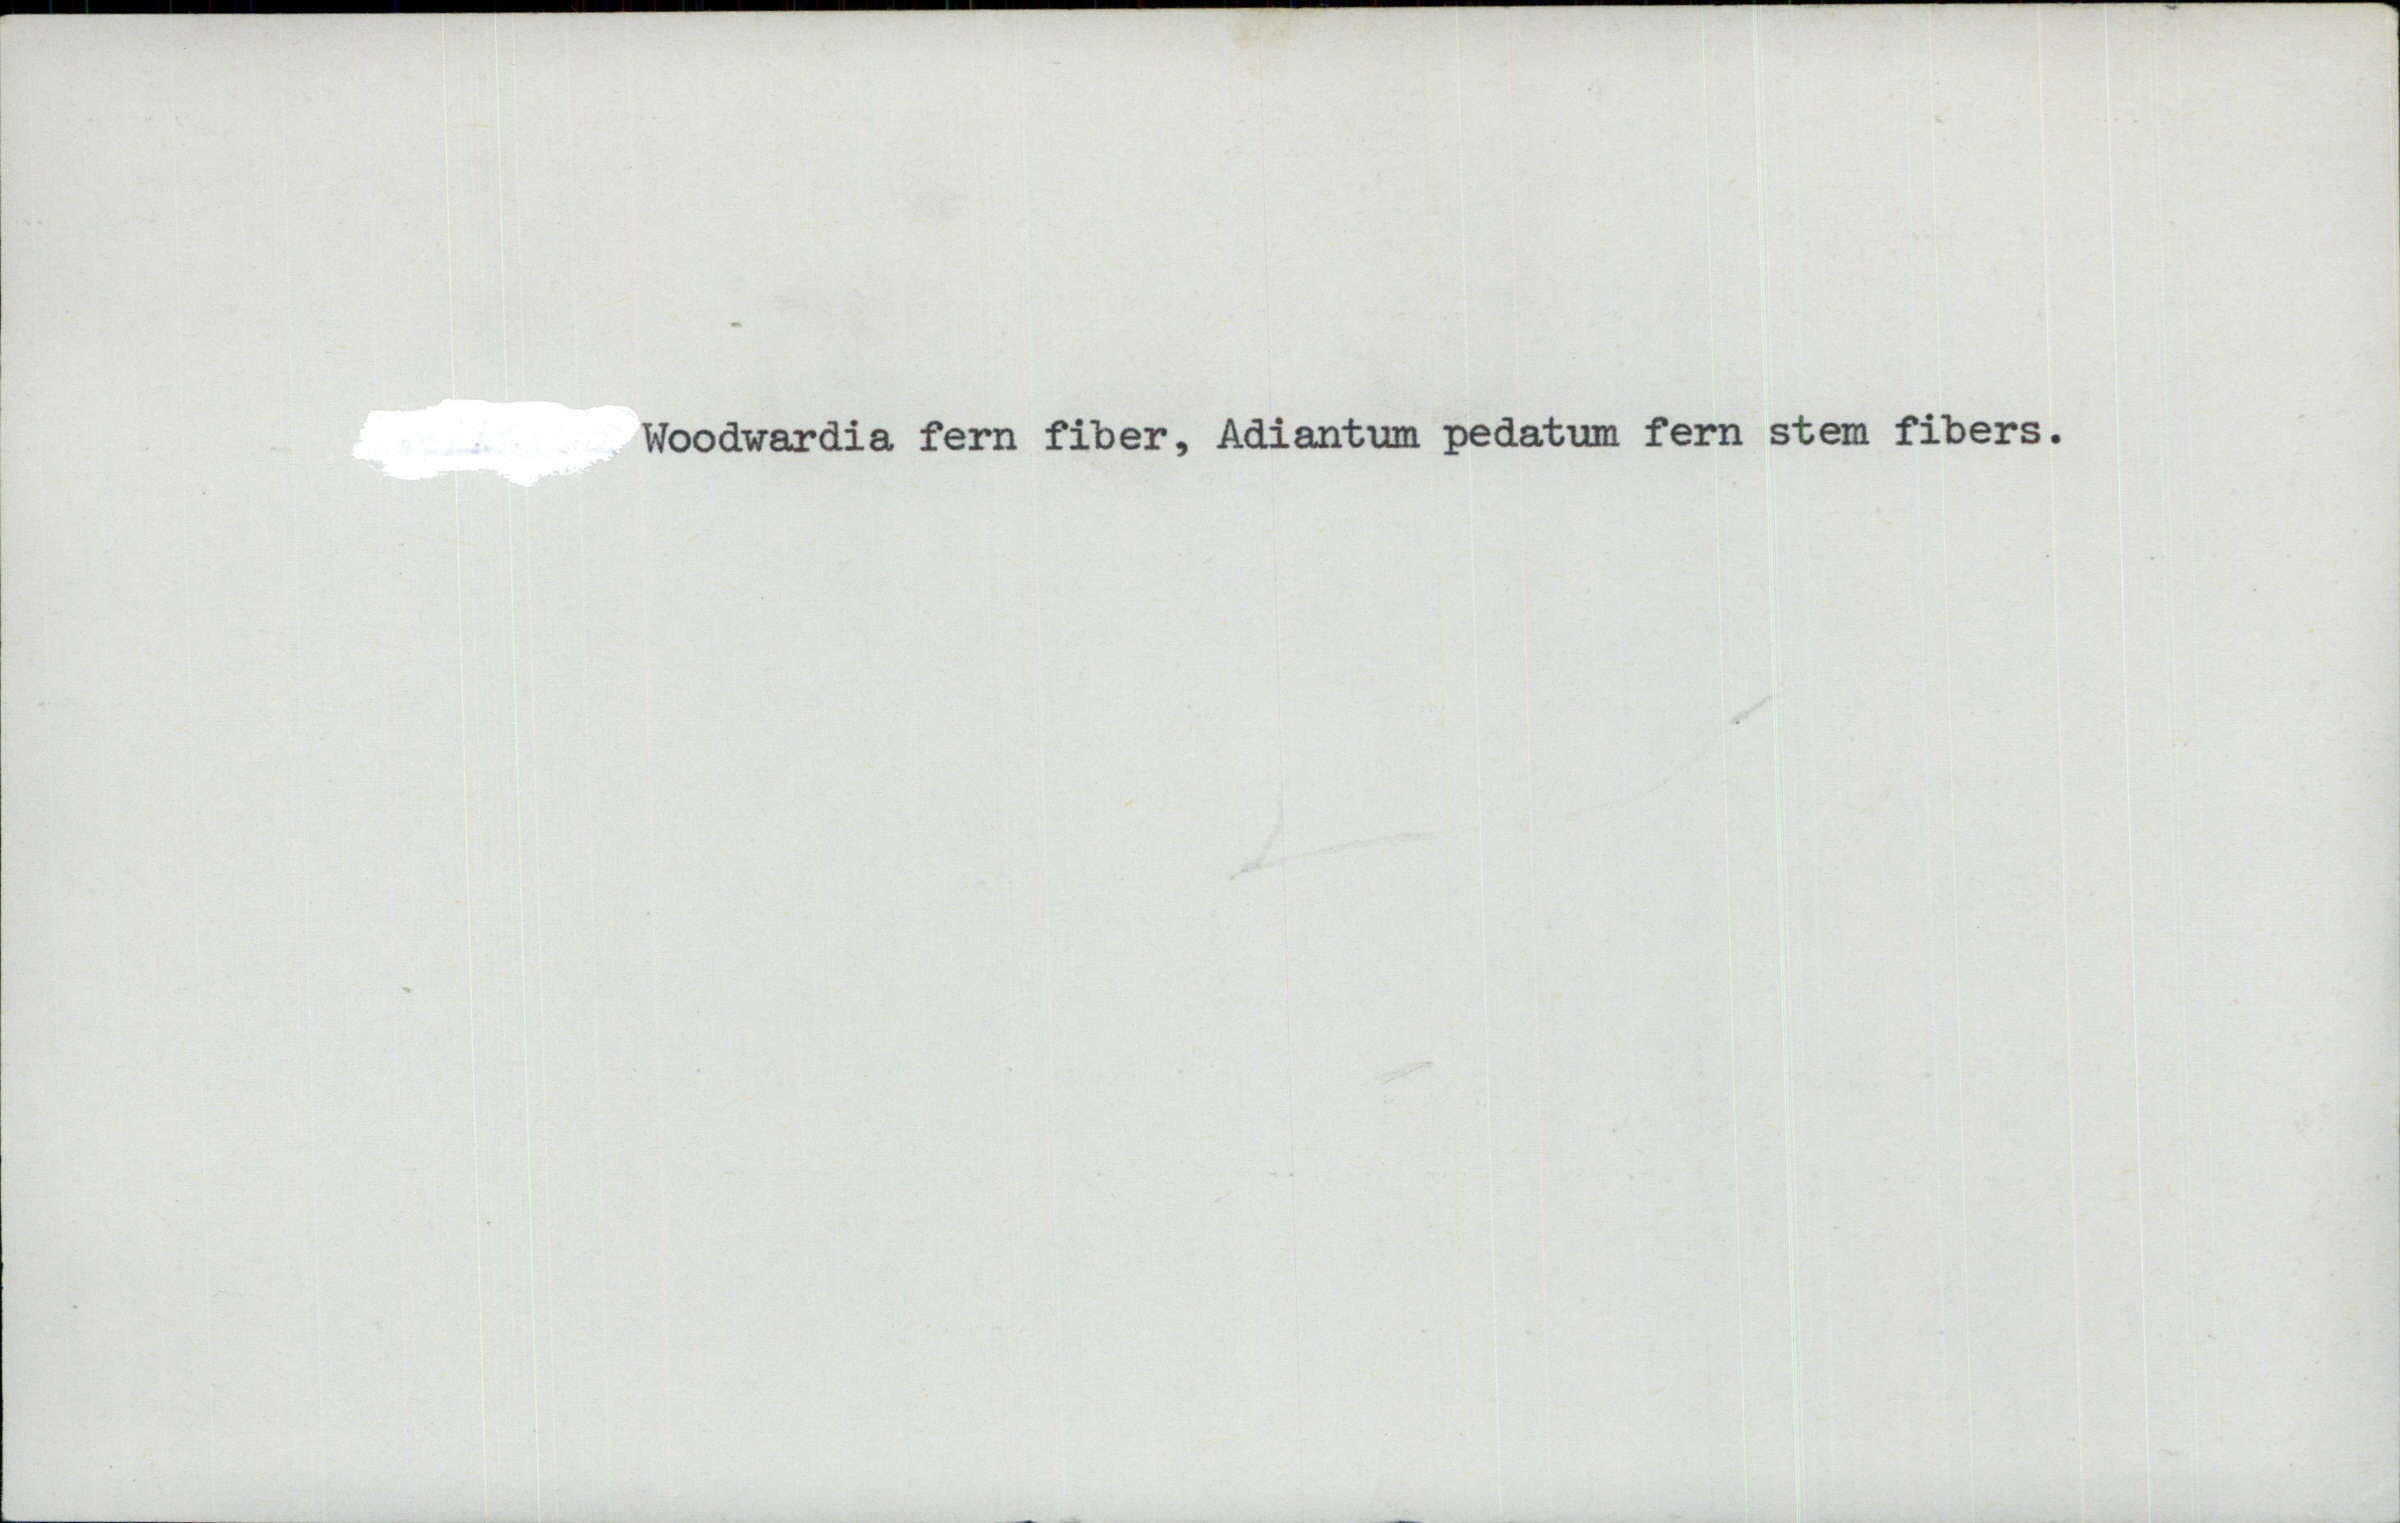 Woodwardia fern fiber, Adiantum pedatum fern stem fibers.